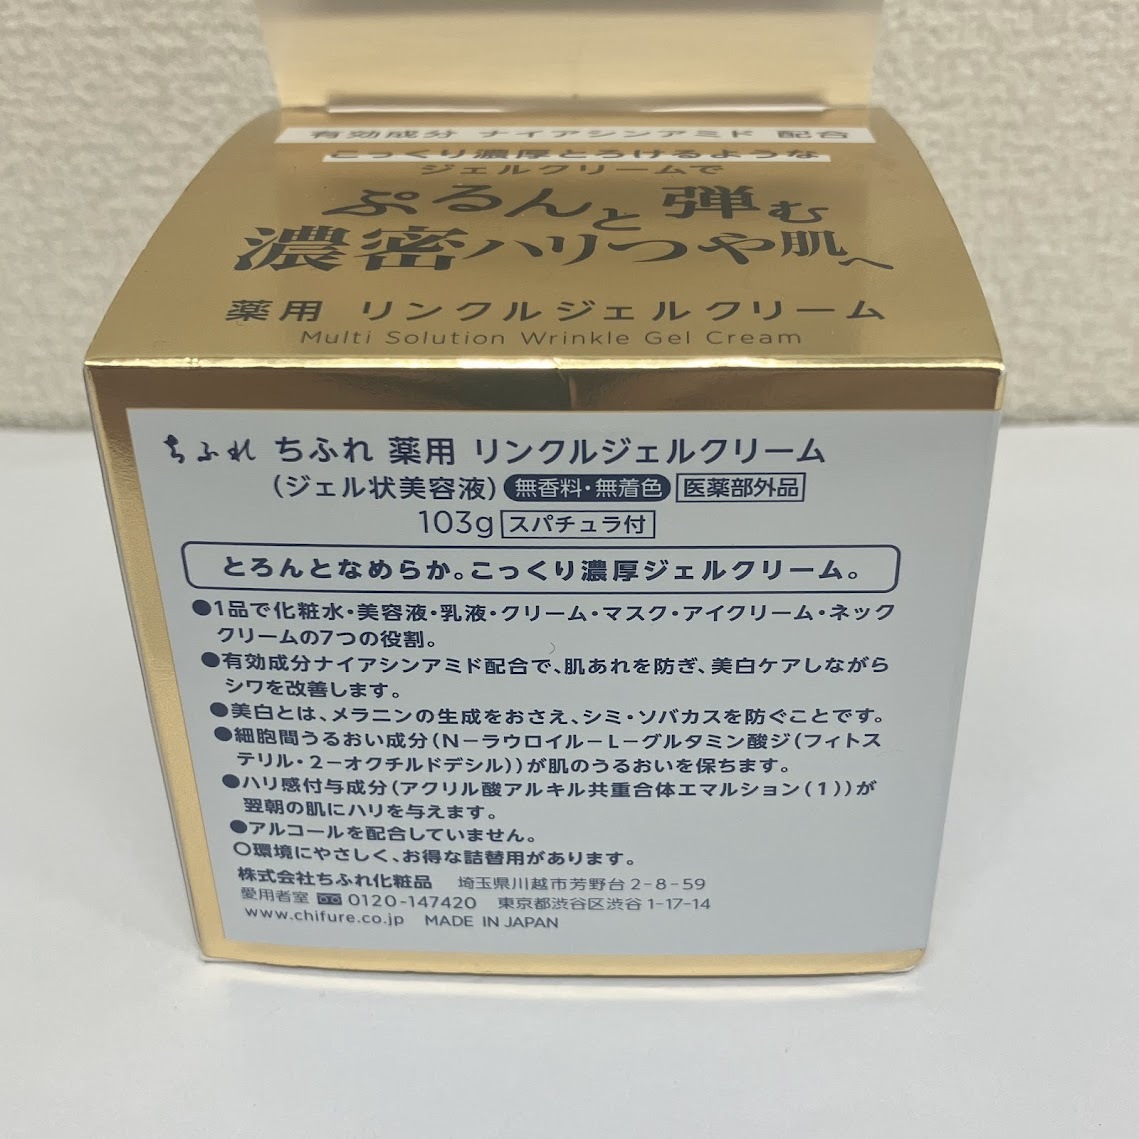 有効成分 ナイアシンアミド 配合
こっくり濃厚とろけるような
ジェルクリームで
ぷるんと弾む
濃密ハリつや肌へ
薬用 リンクルジェルクリーム
Multi Solution Wrinkle Gel Cream
ちふれ ちふれ 薬用 リンクルジェルクリーム
(ジェル状美容液) 無香料・無着色 医薬部外品
103g スパチュラ付
とろんとなめらか。こっくり濃厚ジェルクリーム。
●1品で化粧水・美容液・乳液・クリーム・マスク・アイクリーム・ネック
クリームの7つの役割。
●有効成分ナイアシンアミド配合で、肌あれを防ぎ、美白ケアしながら
シワを改善します。
●美白とは、メラニンの生成をおさえ、シミ・ソバカスを防ぐことです。
●細胞間うるおい成分(N-ラウロイル-L-グルタミン酸ジ(フィトス
テリル・2-オクチルドデシル))が肌のうるおいを保ちます。
●ハリ感付与成分(アクリル酸アルキル共重合体エマルション(1))が
翌朝の肌にハリを与えます。
●アルコールを配合していません。
○環境にやさしく、お得な詰替用があります。
株式会社ちふれ化粧品 埼玉県川越市芳野台2-8-59
愛用者室 0120-147420 東京都渋谷区渋谷1-17-14
www.chifure.co.jp MADE IN JAPAN